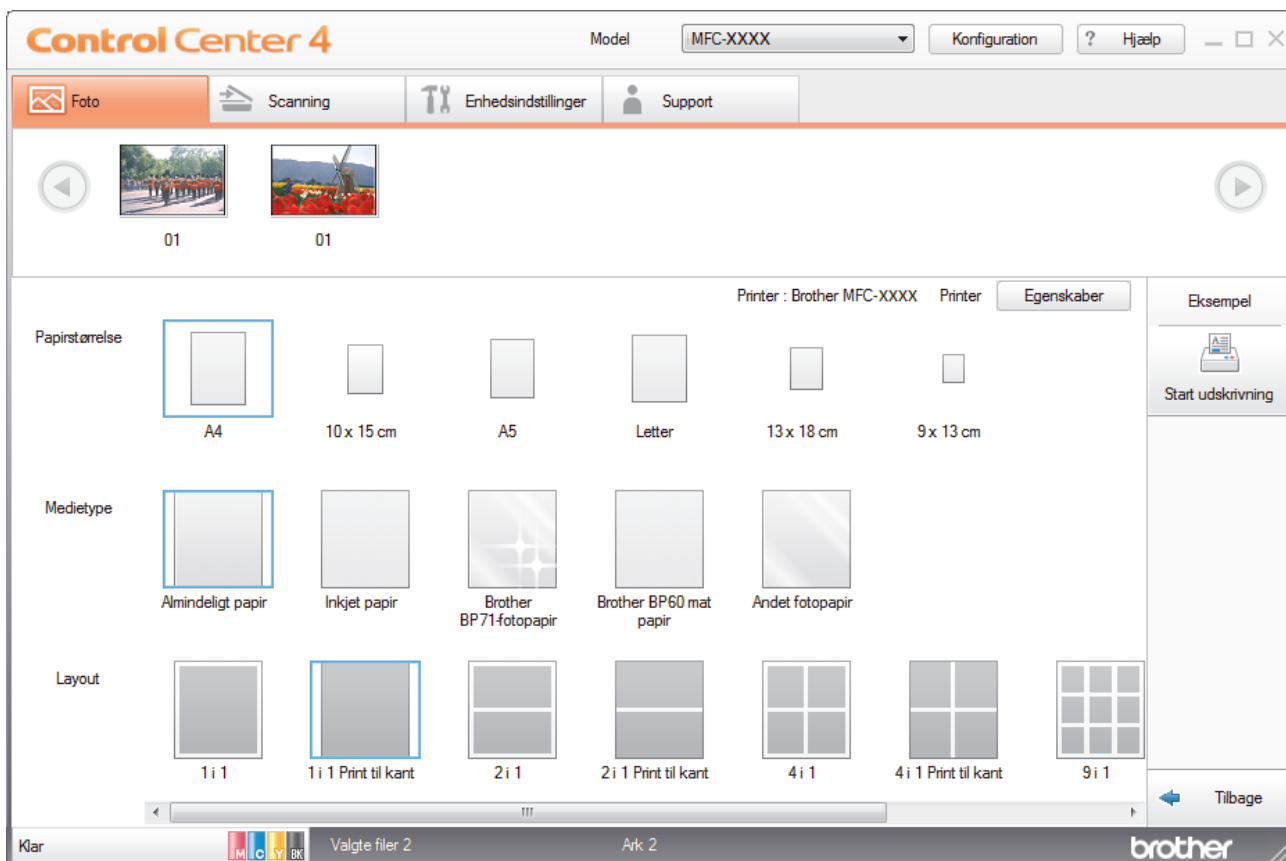 Control Center 4
Model
MFC-XXXX
Konfiguration
? Hjælp
Foto
Scanning
Enhedsindstillinger
Support
01
01
Printer : Brother MFC-XXXX Printer
Egenskaber
Eksempel
Papirstørrelse
Start udskrivning
A4
10 x 15 cm
A5
Letter
13 x 18 cm
9 x 13 cm
Medietype
Almindeligt papir
Inkjet papir
Brother
BP71-fotopapir
Brother BP60 mat
papir
Andet fotopapir
Layout
1 i 1
1 i 1 Print til kant
2 i 1
2 i 1 Print til kant
4 i 1
4 i 1 Print til kant
9 i 1
Tilbage
Klar
M C Y BK
Valgte filer 2
Ark 2
brother